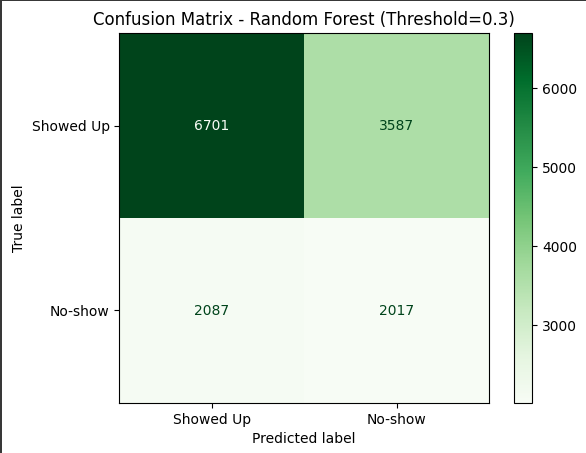 Confusion Matrix - Random Forest (Threshold=0.3)
Showed Up
6701
3587
No-show
2087
2017
Showed Up
No-show
Predicted label
True label
6000
5000
4000
3000